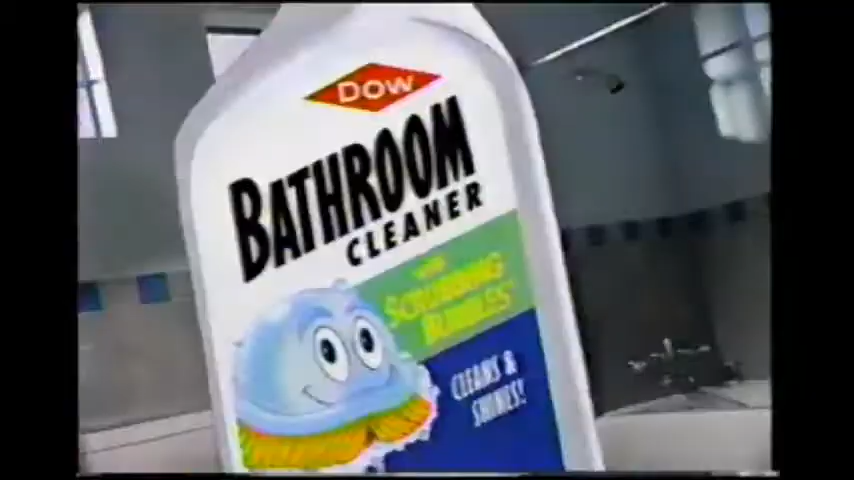 DOW
BATHROOM
CLEANER
WITH
SCRUBBING
BUBBLES
CLEANS &
SHINES!